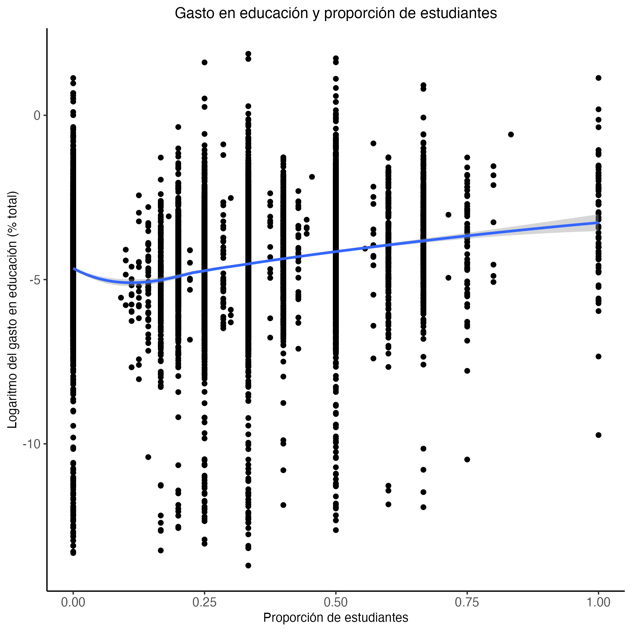 Gasto en educación y proporción de estudiantes
Logaritmo del gasto en educación (% total)
0
-5
-10
0.00
0.25
0.50
0.75
1.00
Proporción de estudiantes